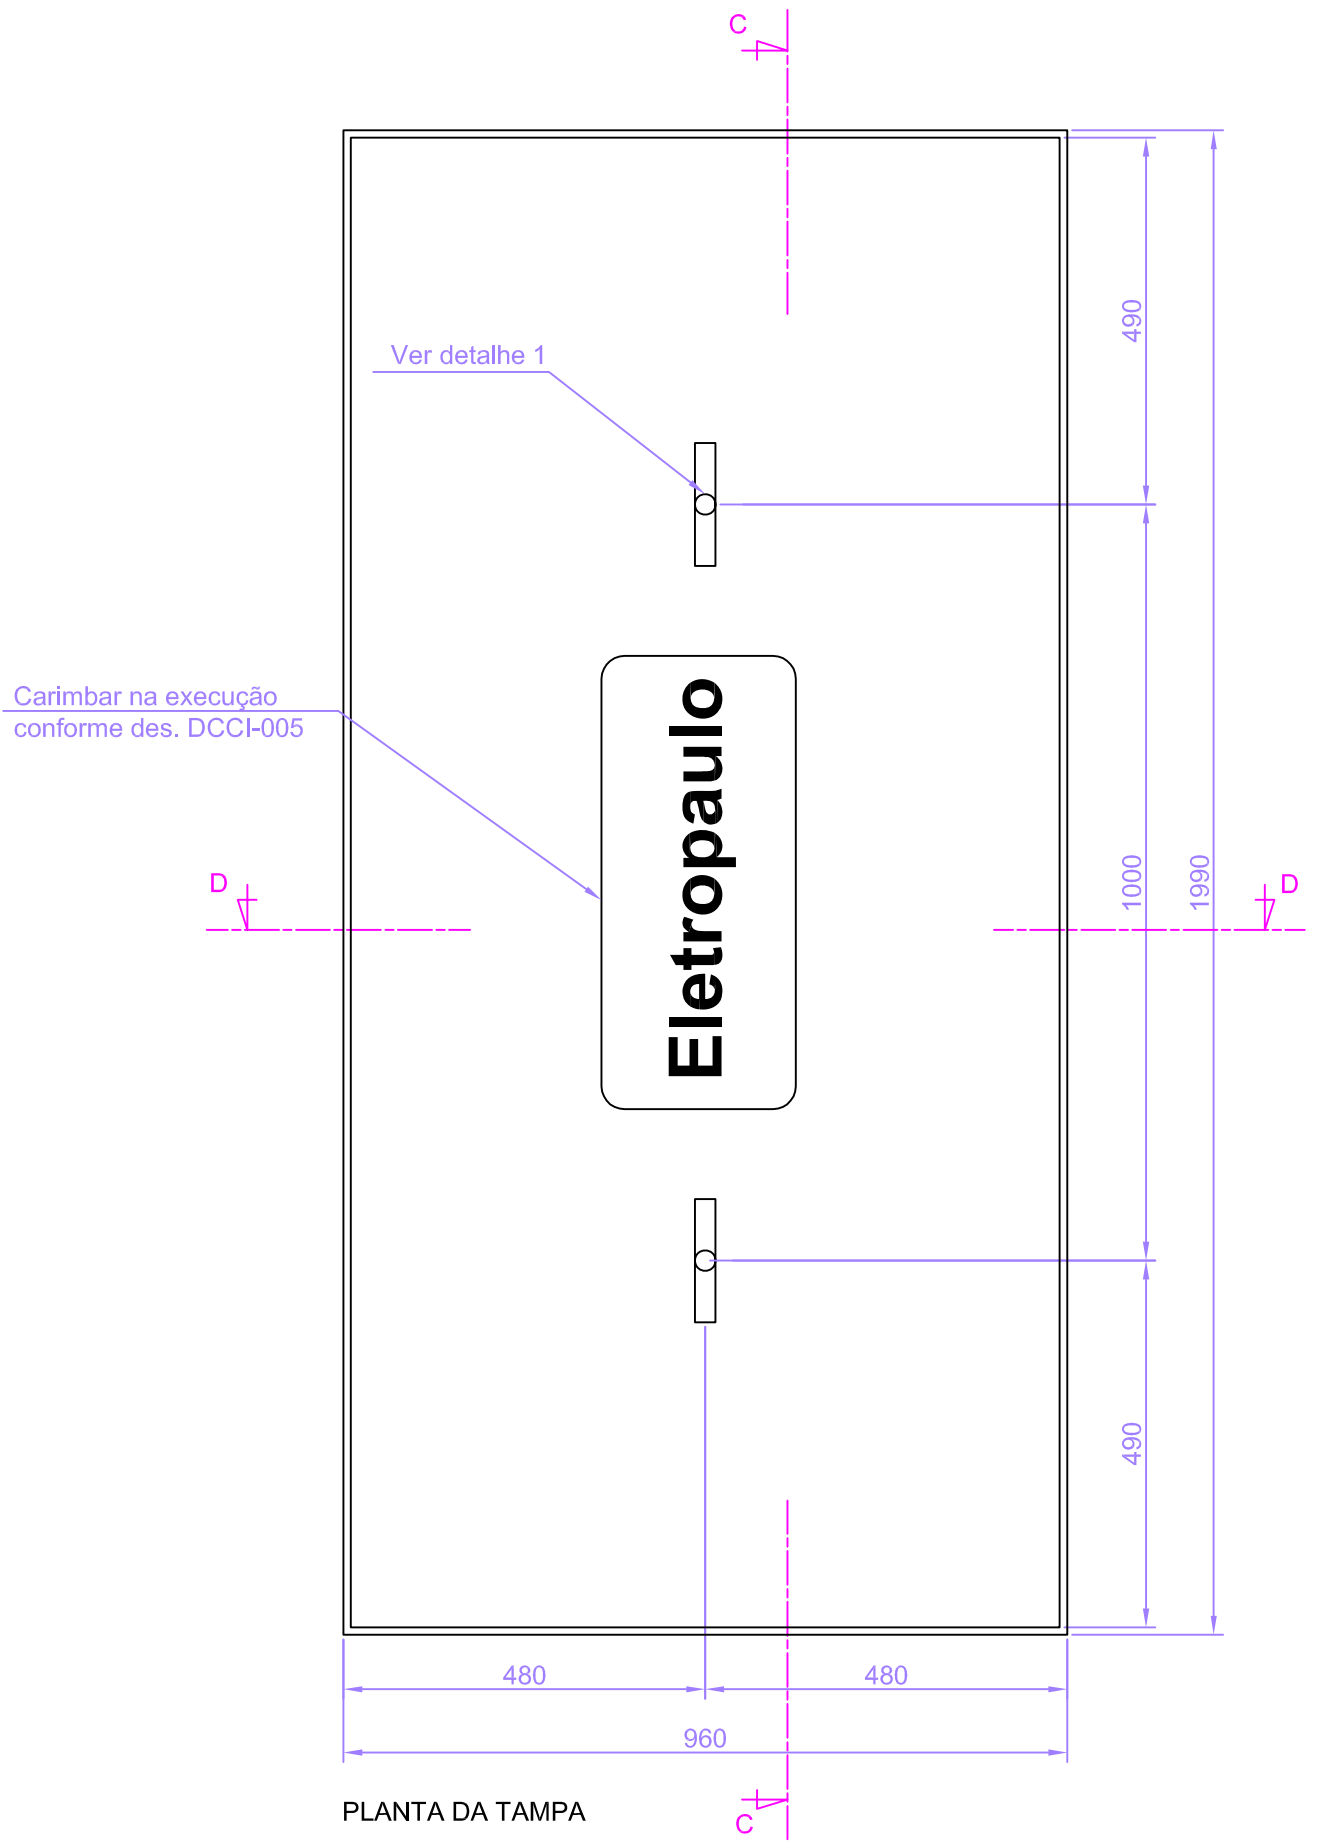 C
490
Ver detalhe 1
Carimbar na execução
conforme des. DCCI-005
Eletropaulo
1000
1990
D
D
490
480
480
960
PLANTA DA TAMPA
C